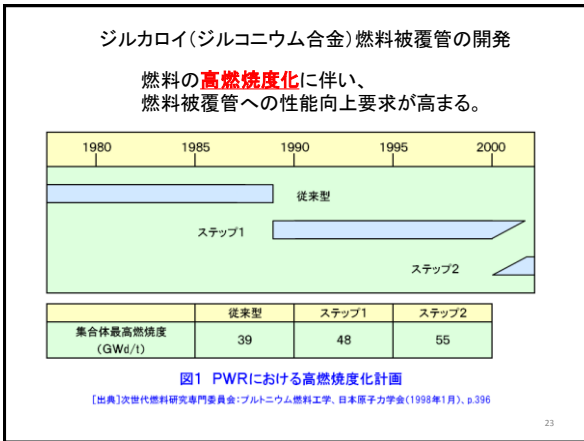 ジルカロイ(ジルコニウム合金)燃料被覆管の開発
燃料の高燃焼度化に伴い、
燃料被覆管への性能向上要求が高まる。
1980 1985 1990 1995 2000
従来型
ステップ1
ステップ2
従来型 ステップ1 ステップ2
集合体最高燃焼度
(GWd/t) 39 48 55
図1 PWRにおける高燃焼度化計画
[出典]次世代燃料研究専門委員会:プルトニウム燃料工学、日本原子力学会(1998年1月)、p.396
23